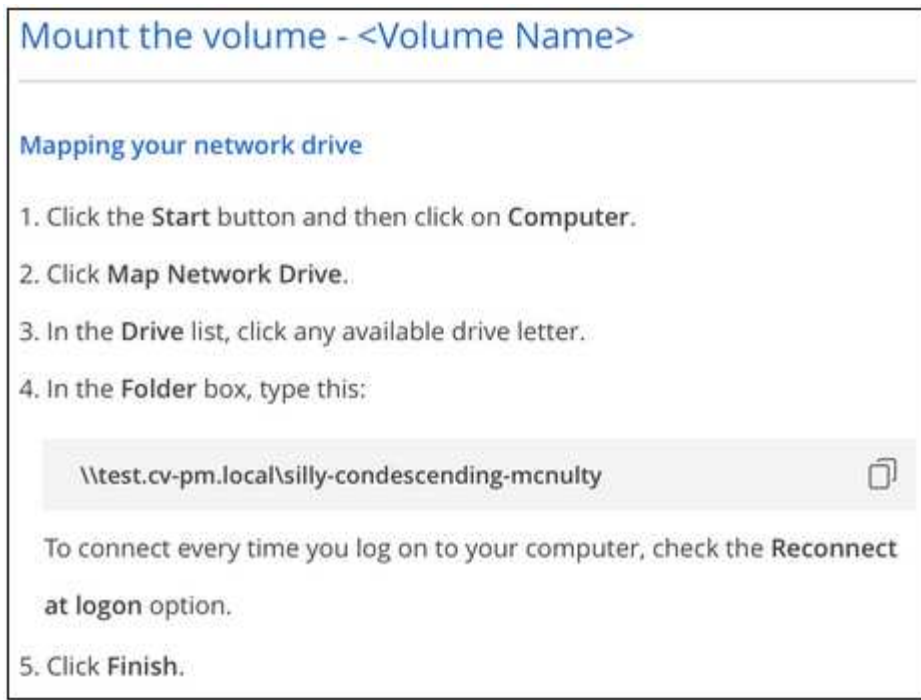 Mount the volume - <Volume Name>
Mapping your network drive
1. Click the Start button and then click on Computer.
2. Click Map Network Drive.
3. In the Drive list, click any available drive letter.
4. In the Folder box, type this:
\\test.cv-pm.local\silly-condescending-mcnulty
To connect every time you log on to your computer, check the Reconnect
at logon option.
5. Click Finish.